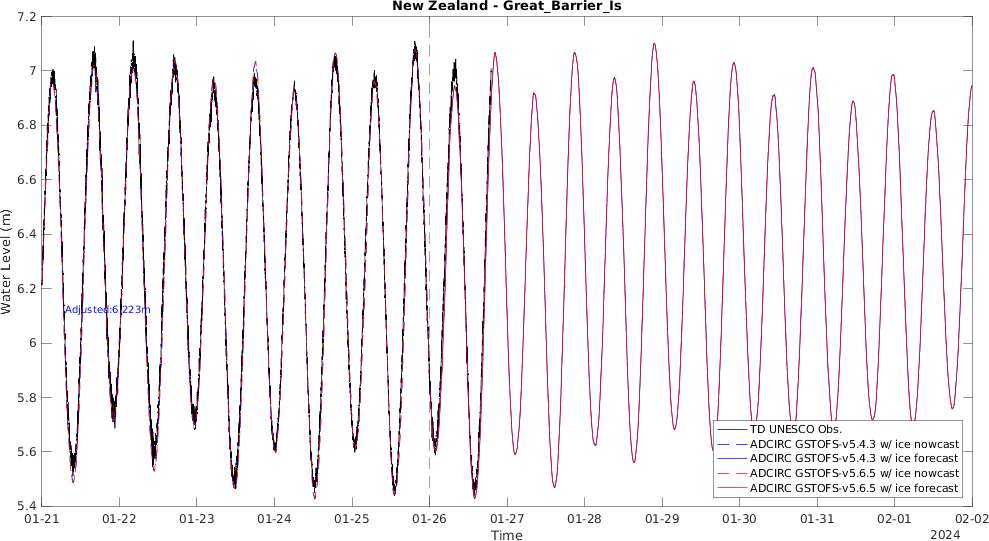 New Zealand - Great_Barrier_Is
7.2
7
6.8
6.6
6.4
6.2
6
5.8
5.6
5.4
Water Level (m)
Adjusted:6.223m
TD UNESCO Obs.
ADCIRC GSTOFS-v5.4.3 w/ ice nowcast
ADCIRC GSTOFS-v5.4.3 w/ ice forecast
ADCIRC GSTOFS-v5.6.5 w/ ice nowcast
ADCIRC GSTOFS-v5.6.5 w/ ice forecast
01-21 01-22 01-23 01-24 01-25 01-26 01-27 01-28 01-29 01-30 01-31 02-01 02-02
Time
2024